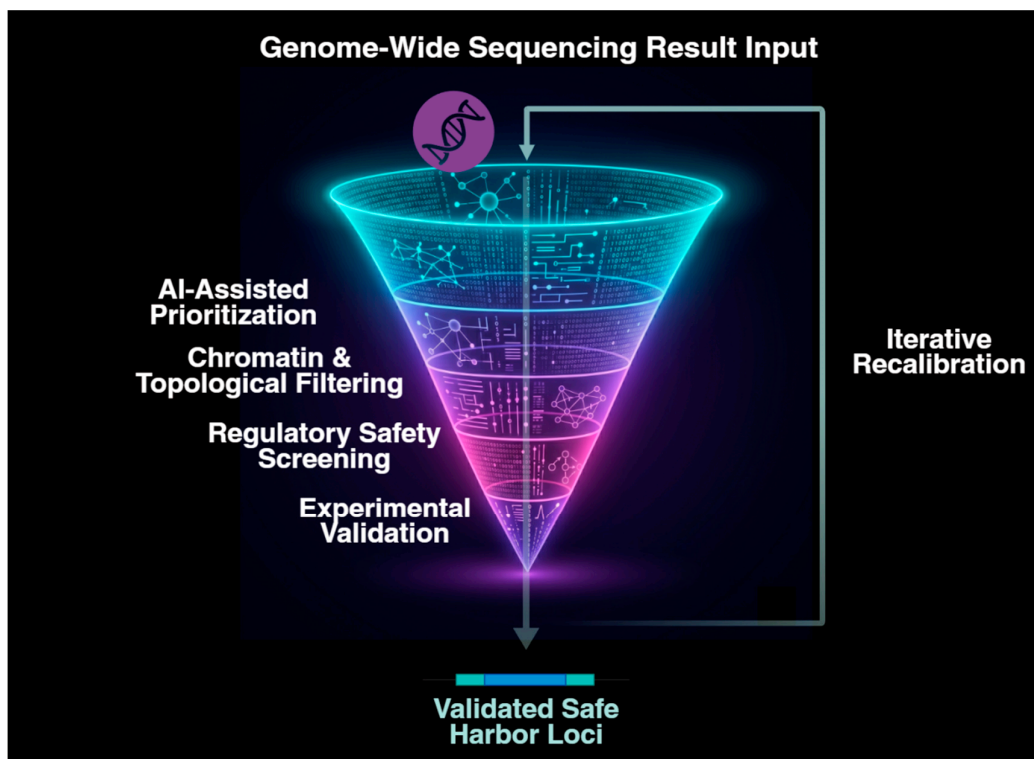 Genome-Wide Sequencing Result Input
AI-Assisted
Prioritization
Chromatin &
Topological Filtering
Regulatory Safety
Screening
Experimental
Validation
Iterative
Recalibration
Validated Safe
Harbor Loci